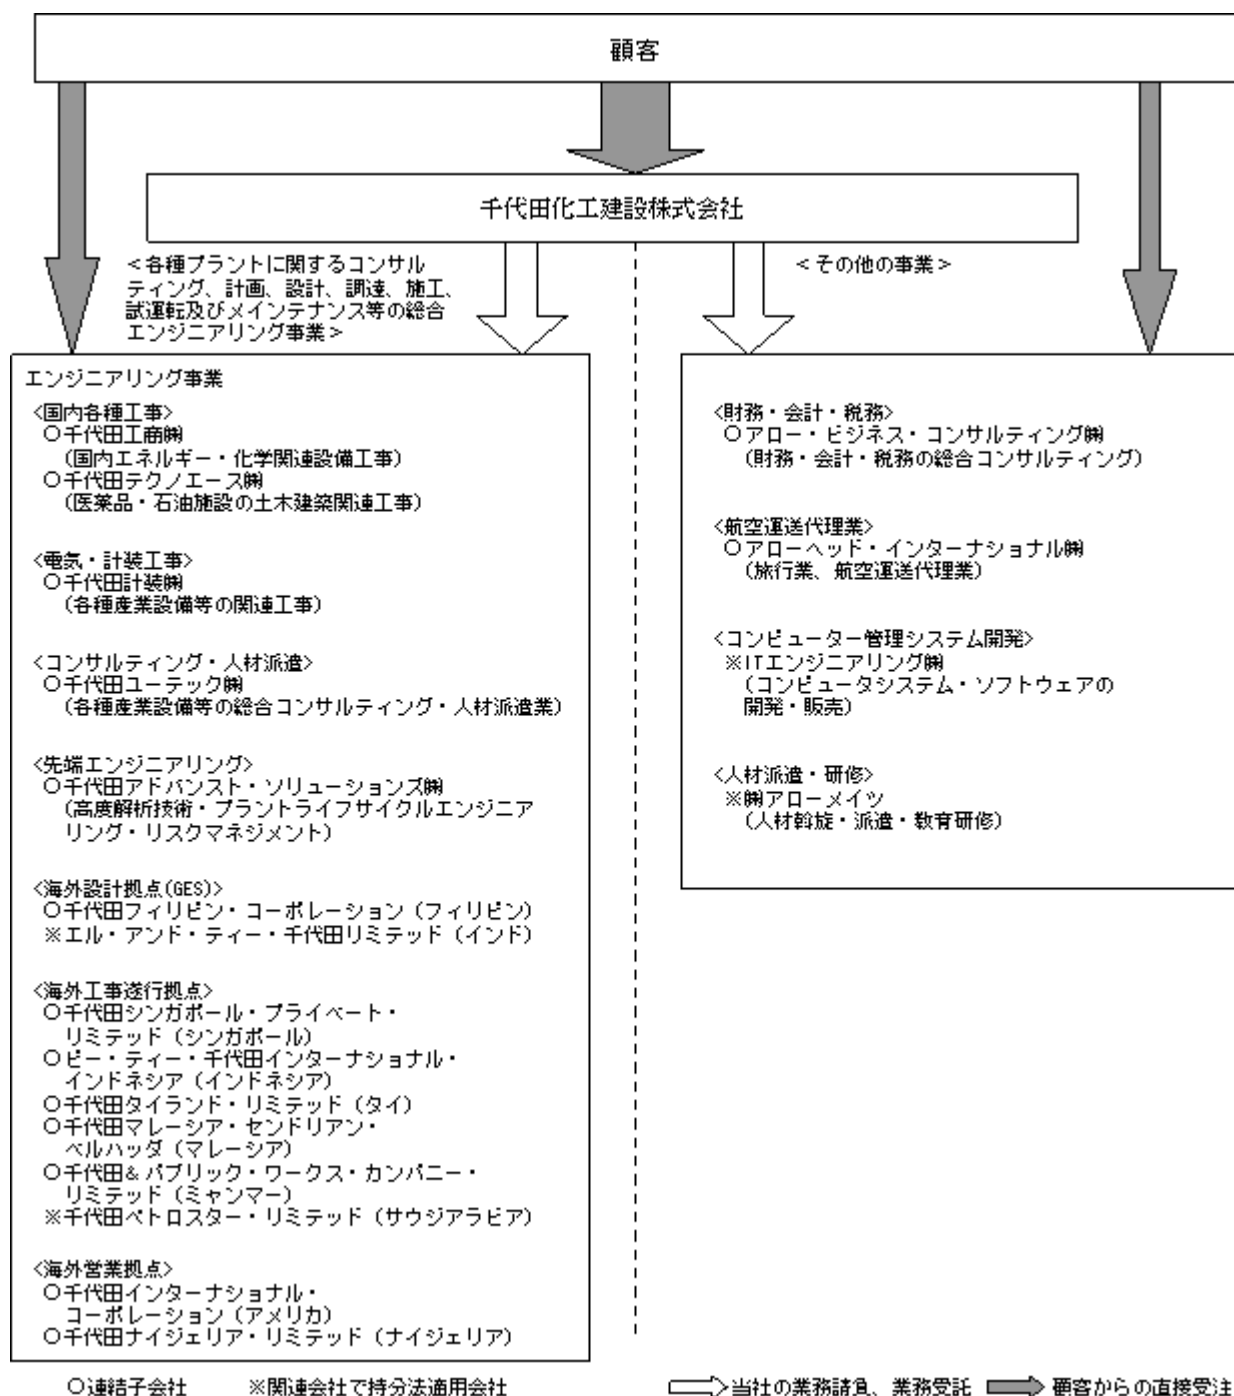 顧客
千代田化工建設株式会社
＜各種プラントに関するコンサル
ティング、計画、設計、調達、施工、
試運転及びメインテナンス等の総合
エンジニアリング事業＞
＜その他の事業＞
エンジニアリング事業
<国内各種工事>
○千代田工商㈱
(国内エネルギー・化学関連設備工事)
○千代田テクノエース㈱
(医薬品・石油施設の土木建築関連工事)
<電気・計装工事>
○千代田計装㈱
(各種産業設備等の関連工事)
<コンサルティング・人材派遣>
○千代田ユーテック㈱
(各種産業設備等の総合コンサルティング・人材派遣業)
<先端エンジニアリング>
○千代田アドバンスト・ソリューションズ㈱
(高度解析技術・プラントライフサイクルエンジニア
リング・リスクマネジメント)
<海外設計拠点(GES)>
○千代田フィリピン・コーポレーション(フィリピン)
※エル・アンド・ティー・千代田リミテッド(インド)
<海外工事遂行拠点>
○千代田シンガポール・プライベート・
リミテッド(シンガポール)
○ピー・ティー・千代田インターナショナル・
インドネシア(インドネシア)
○千代田タイランド・リミテッド(タイ)
○千代田マレーシア・センドリアン・
ベルハッダ(マレーシア)
○千代田&パブリック・ワークス・カンパニー・
リミテッド(ミャンマー)
※千代田ペトロスター・リミテッド(サウジアラビア)
<海外営業拠点>
○千代田インターナショナル・
コーポレーション(アメリカ)
○千代田ナイジェリア・リミテッド(ナイジェリア)
<財務・会計・税務>
○アロー・ビジネス・コンサルティング㈱
(財務・会計・税務の総合コンサルティング)
<航空運送代理業>
○アローヘッド・インターナショナル㈱
(旅行業、航空運送代理業)
<コンピューター管理システム開発>
※ITエンジニアリング㈱
(コンピュータシステム・ソフトウェアの
開発・販売)
<人材派遣・研修>
※㈱アローメイツ
(人材斡旋・派遣・教育研修)
○連結子会社 ※関連会社で持分法適用会社 当社の業務請負、業務受託 顧客からの直接受注